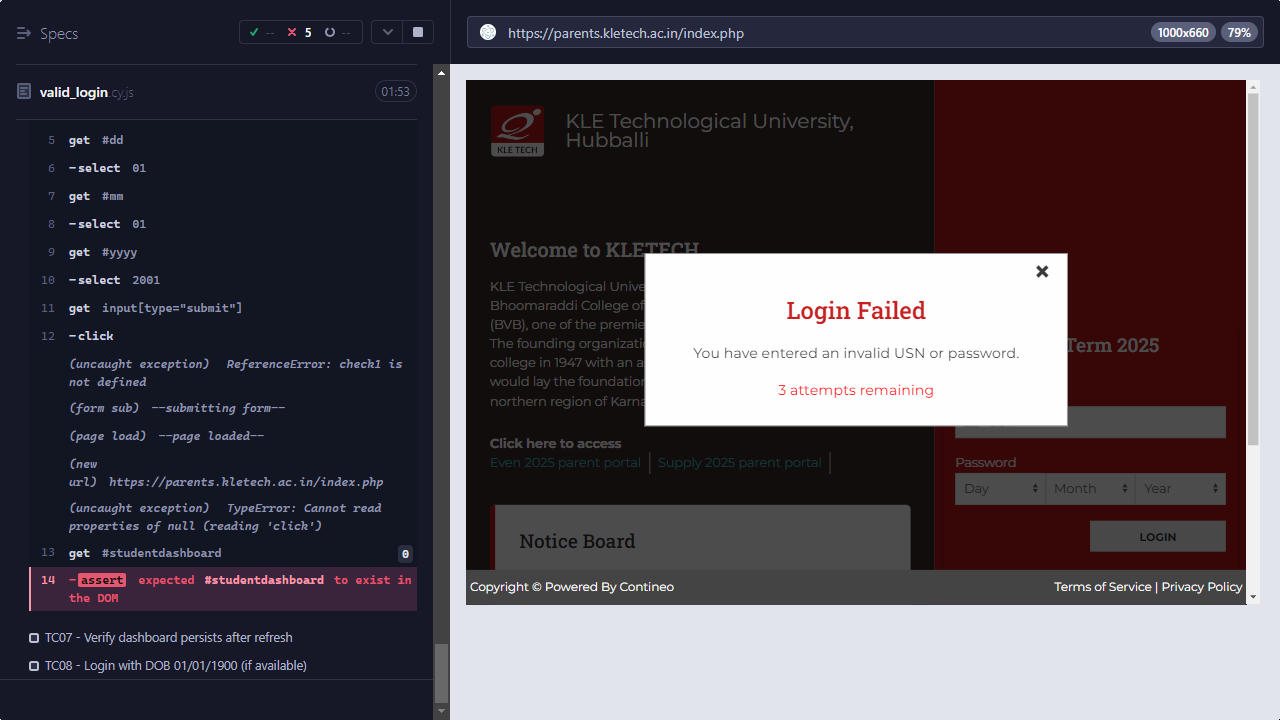 Specs
-- 5 --
https://parents.kletech.ac.in/index.php
1000x660
79%
valid_login.cy.js
01:53
5 get #dd
6 -select 01
7 get #mm
8 -select 01
9 get #yyyy
10 -select 2001
11 get input[type="submit"]
12 -click
(uncaught exception) ReferenceError: check1 is
not defined
(form sub) --submitting form--
(page load) --page loaded--
(new
url) https://parents.kletech.ac.in/index.php
(uncaught exception) TypeError: Cannot read
properties of null (reading 'click')
13 get #studentdashboard 0
14 -assert expected #studentdashboard to exist in
the DOM
TC07 - Verify dashboard persists after refresh
TC08 - Login with DOB 01/01/1900 (if available)
KLE TECH
KLE Technological University,
Hubballi
Welcome to KLETECH
KLE Technological Unive
Bhoomaraddi College of
(BVB), one of the premie
The founding organizatio
college in 1947 with an a
would lay the foundation
northern region of Karna
Click here to access
Even 2025 parent portal
Supply 2025 parent portal
Notice Board
Login Failed
You have entered an invalid USN or password.
3 attempts remaining
Term 2025
Password
Day
Month
Year
LOGIN
Copyright © Powered By Contineo
Terms of Service | Privacy Policy